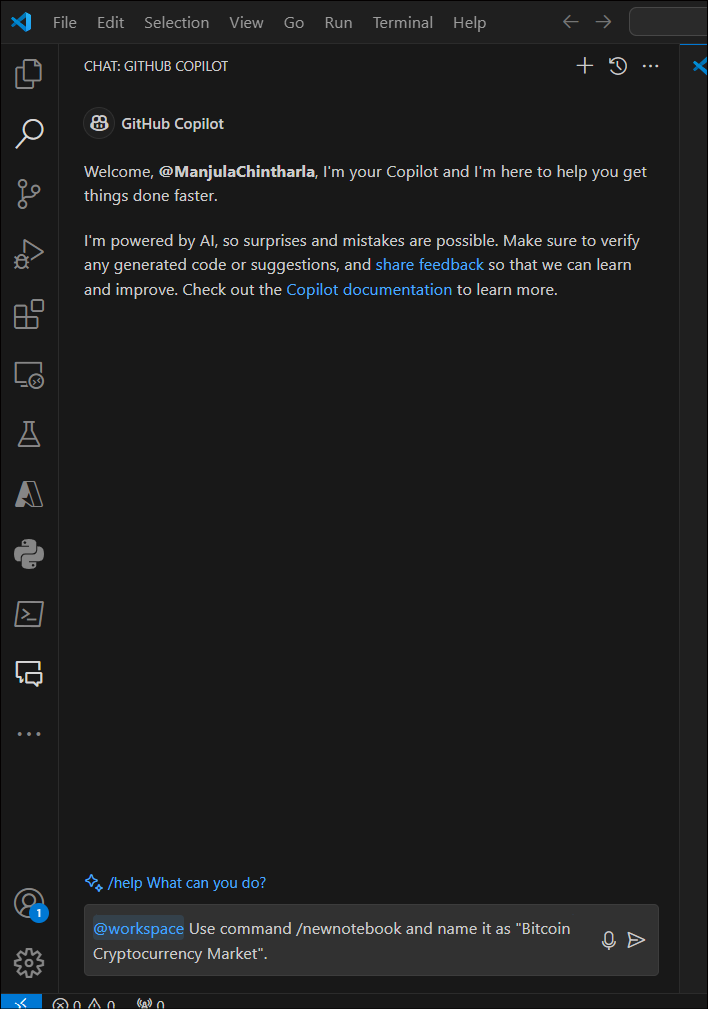 File Edit Selection View Go Run Terminal Help
CHAT: GITHUB COPILOT
GitHub Copilot
Welcome, @ManjulaChintharla, I'm your Copilot and I'm here to help you get
things done faster.
I'm powered by AI, so surprises and mistakes are possible. Make sure to verify
any generated code or suggestions, and share feedback so that we can learn
and improve. Check out the Copilot documentation to learn more.
/help What can you do?
@workspace Use command /newnotebook and name it as "Bitcoin
Cryptocurrency Market".
1
0 0 0